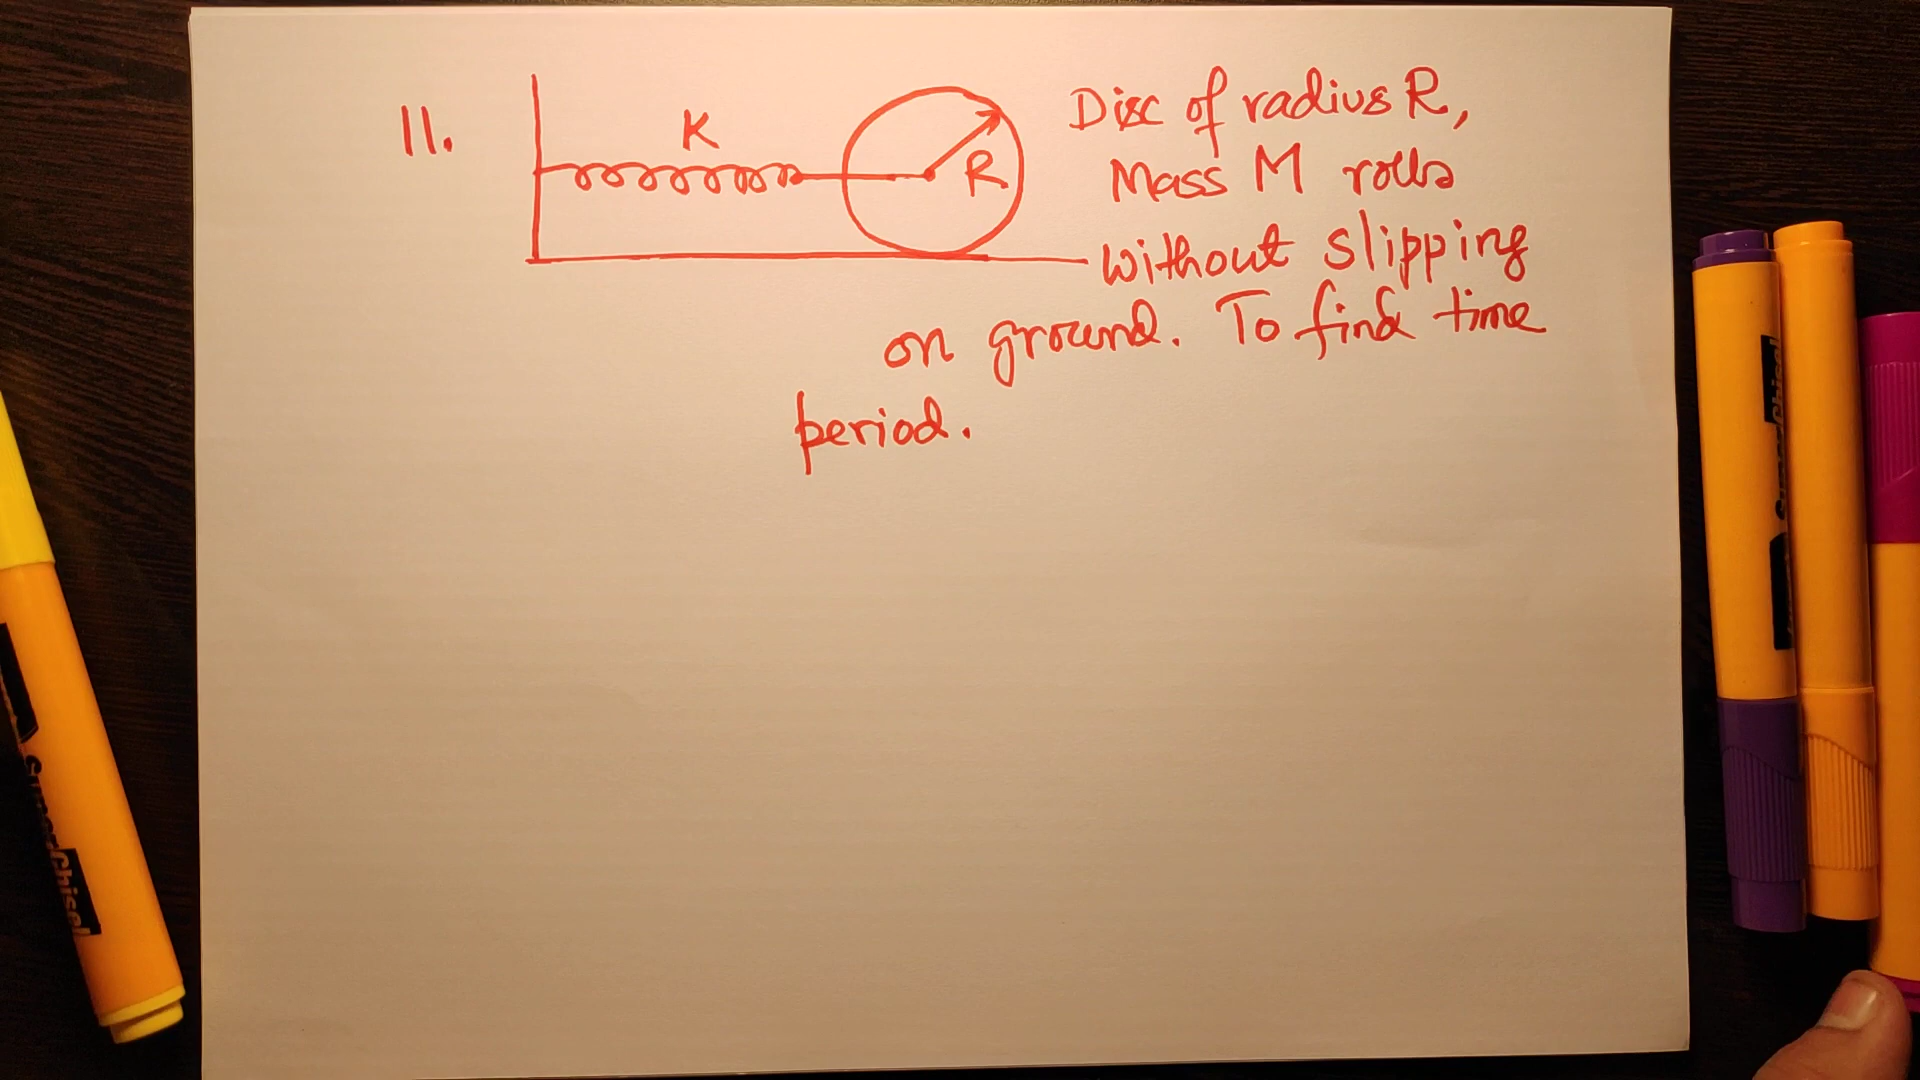 11.
K
R
Disc of radius R,
Mass M rolls
without slipping
on ground. To find time
period.